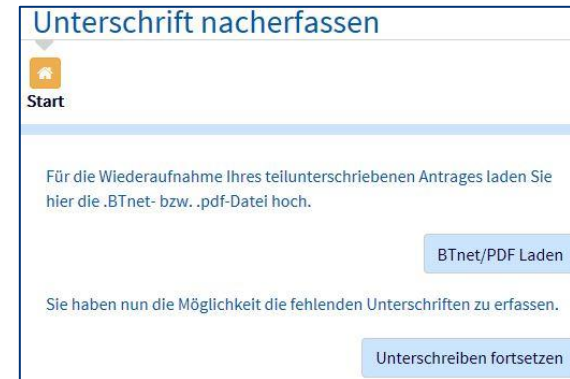 Unterschrift nacherfassen
Start
Für die Wiederaufnahme Ihres teilunterschriebenen Antrages laden Sie
hier die .BTnet- bzw. .pdf-Datei hoch.
BTnet/PDF Laden
Sie haben nun die Möglichkeit die fehlenden Unterschriften zu erfassen.
Unterschreiben fortsetzen